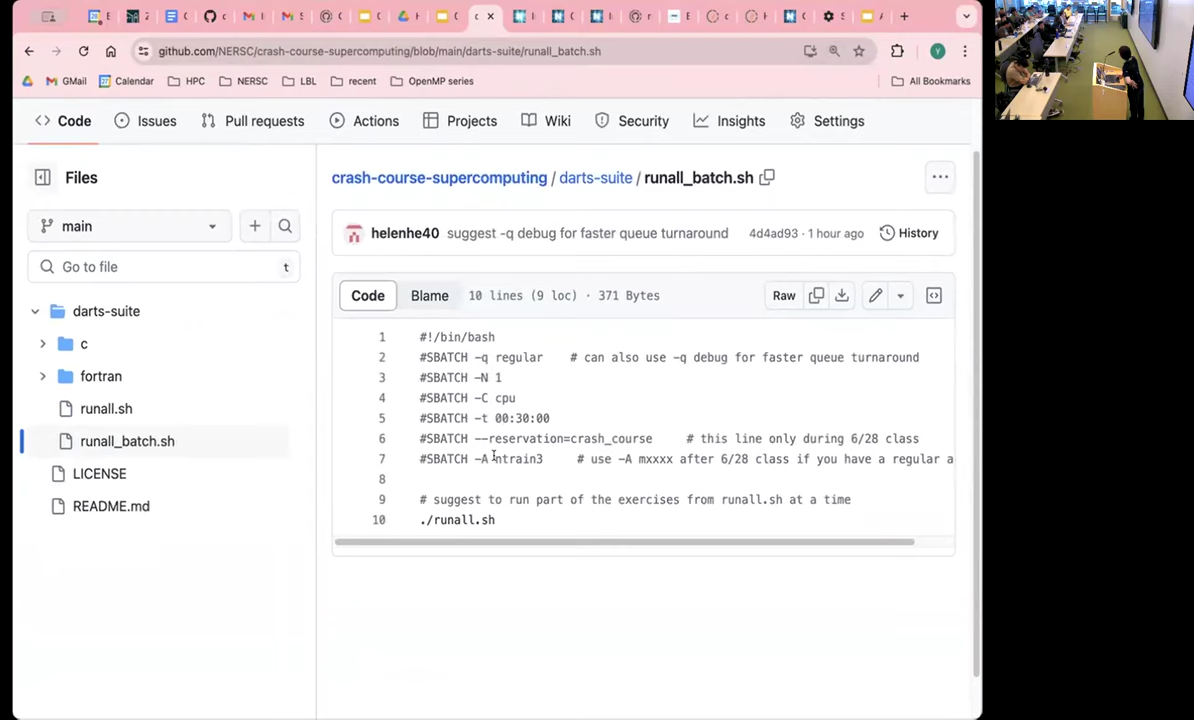 github.com/NERSC/crash-course-supercomputing/blob/main/darts-suite/runall_batch.sh
GMail
Calendar
HPC
NERSC
LBL
recent
OpenMP series
All Bookmarks
Code
Issues
Pull requests
Actions
Projects
Wiki
Security
Insights
Settings
Files
main
Go to file
t
darts-suite
c
fortran
runall.sh
runall_batch.sh
LICENSE
README.md
crash-course-supercomputing / darts-suite / runall_batch.sh
helenhe40 suggest -q debug for faster queue turnaround 4d4ad93 · 1 hour ago History
Code Blame 10 lines (9 loc) · 371 Bytes Raw
1 #!/bin/bash
2 #SBATCH -q regular # can also use -q debug for faster queue turnaround
3 #SBATCH -N 1
4 #SBATCH -C cpu
5 #SBATCH -t 00:30:00
6 #SBATCH --reservation=crash_course # this line only during 6/28 class
7 #SBATCH -A ntrain3 # use -A mxxxx after 6/28 class if you have a regular a
8
9 # suggest to run part of the exercises from runall.sh at a time
10 ./runall.sh